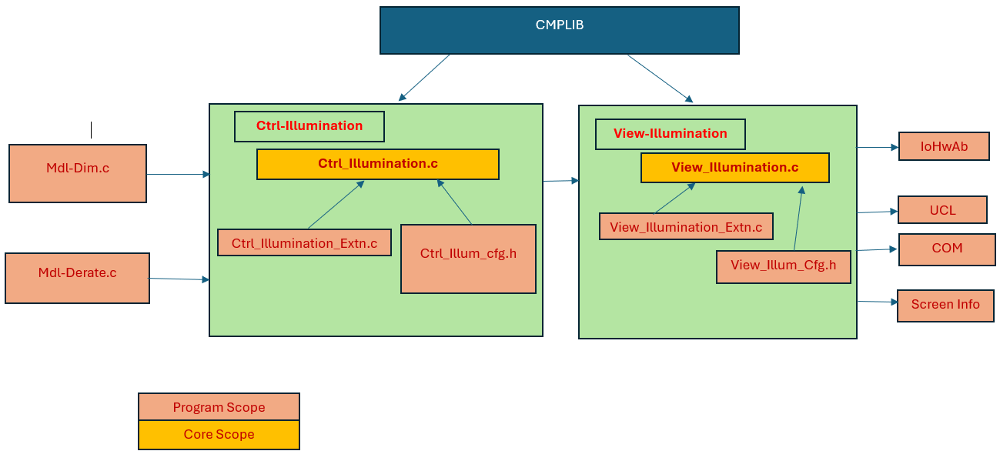 CMPLIB
Ctrl-Illumination
View-Illumination
Ctrl_Illumination.c
View_Illumination.c
Mdl-Dim.c
IoHwAb
UCL
View_Illumination_Extn.c
Ctrl_Illumination_Extn.c
Ctrl_Illum_cfg.h
COM
View_Illum_Cfg.h
Mdl-Derate.c
Screen Info
Program Scope
Core Scope